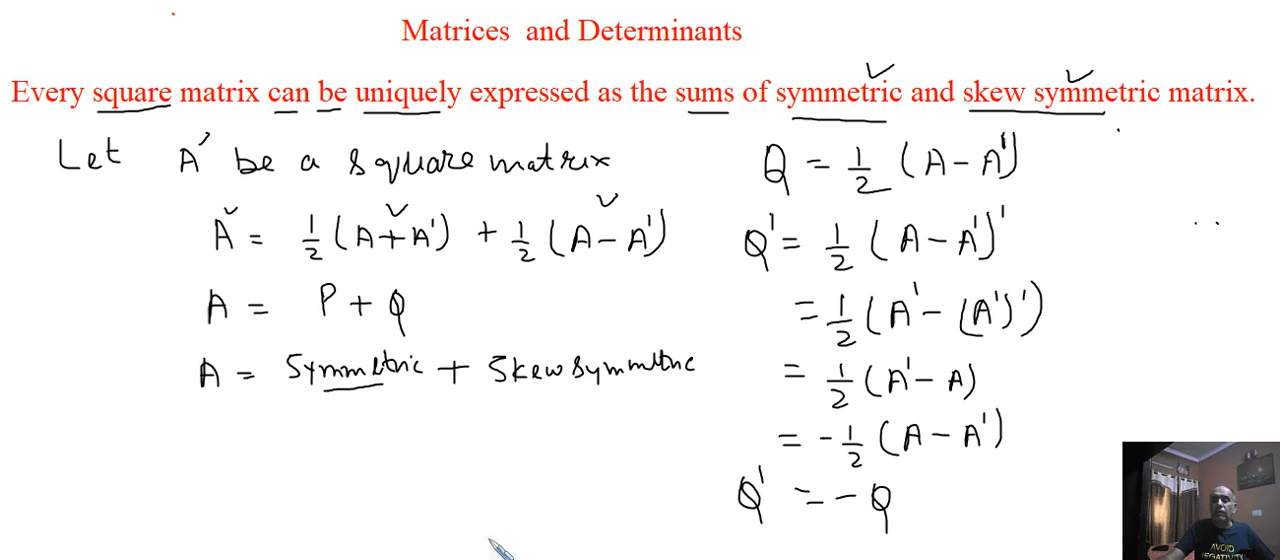 Matrices and Determinants
Every square matrix can be uniquely expressed as the sums of symmetric and skew symmetric matrix.
Let A be a square matrix
A = 1/2 (A + A') + 1/2 (A - A')
A = P + Q
A = Symmetric + Skew symmetric
Q = 1/2 (A - A')
Q' = 1/2 (A - A')'
= 1/2 (A' - (A')')
= 1/2 (A' - A)
= - 1/2 (A - A')
Q' = - Q
AVOID
NEGATIVITY